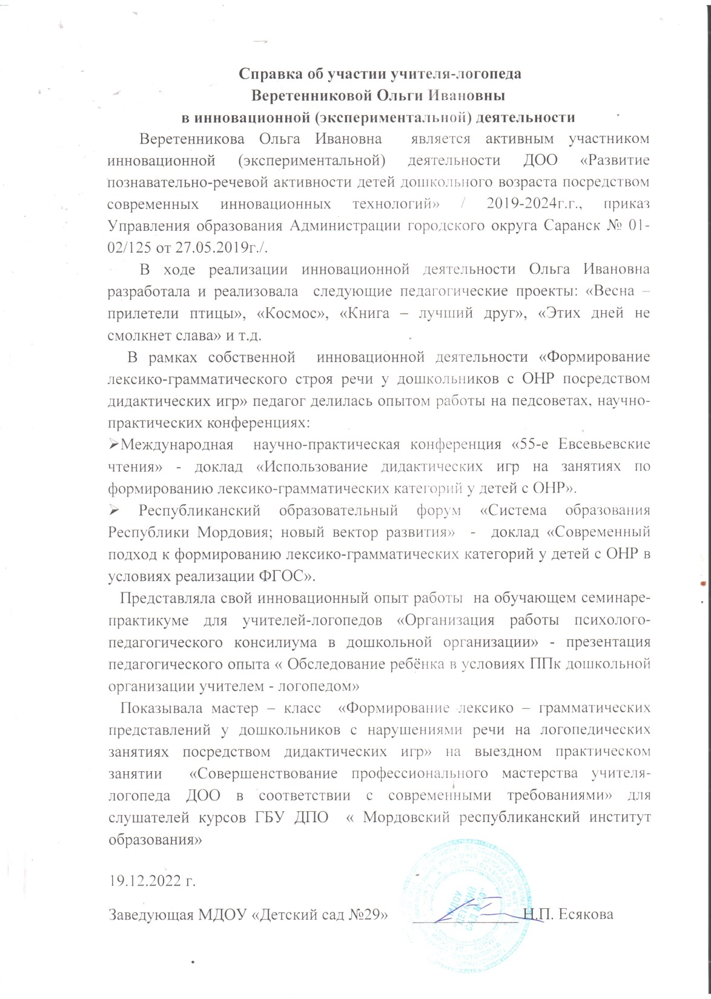 Справка об участии учителя-логопеда
Веретенниковой Ольги Ивановны
в инновационной (экспериментальной) деятельности
Веретенникова Ольга Ивановна является активным участником
инновационной (экспериментальной) деятельности ДОО «Развитие
познавательно-речевой активности детей дошкольного возраста посредством
современных инновационных технологий» / 2019-2024г.г., приказ
Управления образования Администрации городского округа Саранск № 01-
02/125 от 27.05.2019г./.
В ходе реализации инновационной деятельности Ольга Ивановна
разработала и реализовала следующие педагогические проекты: «Весна –
прилетели птицы», «Космос», «Книга – лучший друг», «Этих дней не
смолкнет слава» и т.д.
В рамках собственной инновационной деятельности «Формирование
лексико-грамматического строя речи у дошкольников с ОНР посредством
дидактических игр» педагог делилась опытом работы на педсоветах, научно-
практических конференциях:
➢Международная научно-практическая конференция «55-е Евсевьевские
чтения» - доклад «Использование дидактических игр на занятиях по
формированию лексико-грамматических категорий у детей с ОНР».
➢ Республиканский образовательный форум «Система образования
Республики Мордовия; новый вектор развития» - доклад «Современный
подход к формированию лексико-грамматических категорий у детей с ОНР в
условиях реализации ФГОС».
Представляла свой инновационный опыт работы на обучающем семинаре-
практикуме для учителей-логопедов «Организация работы психолого-
педагогического консилиума в дошкольной организации» - презентация
педагогического опыта « Обследование ребёнка в условиях ППк дошкольной
организации учителем - логопедом»
Показывала мастер – класс «Формирование лексико – грамматических
представлений у дошкольников с нарушениями речи на логопедических
занятиях посредством дидактических игр» на выездном практическом
занятии «Совершенствование профессионального мастерства учителя-
логопеда ДОО в соответствии с современными требованиями» для
слушателей курсов ГБУ ДПО « Мордовский республиканский институт
образования»
19.12.2022 г.
Заведующая МДОУ «Детский сад №29» Н.П. Есякова
МДОУ
"ДЕТСКИЙ
САД №29"